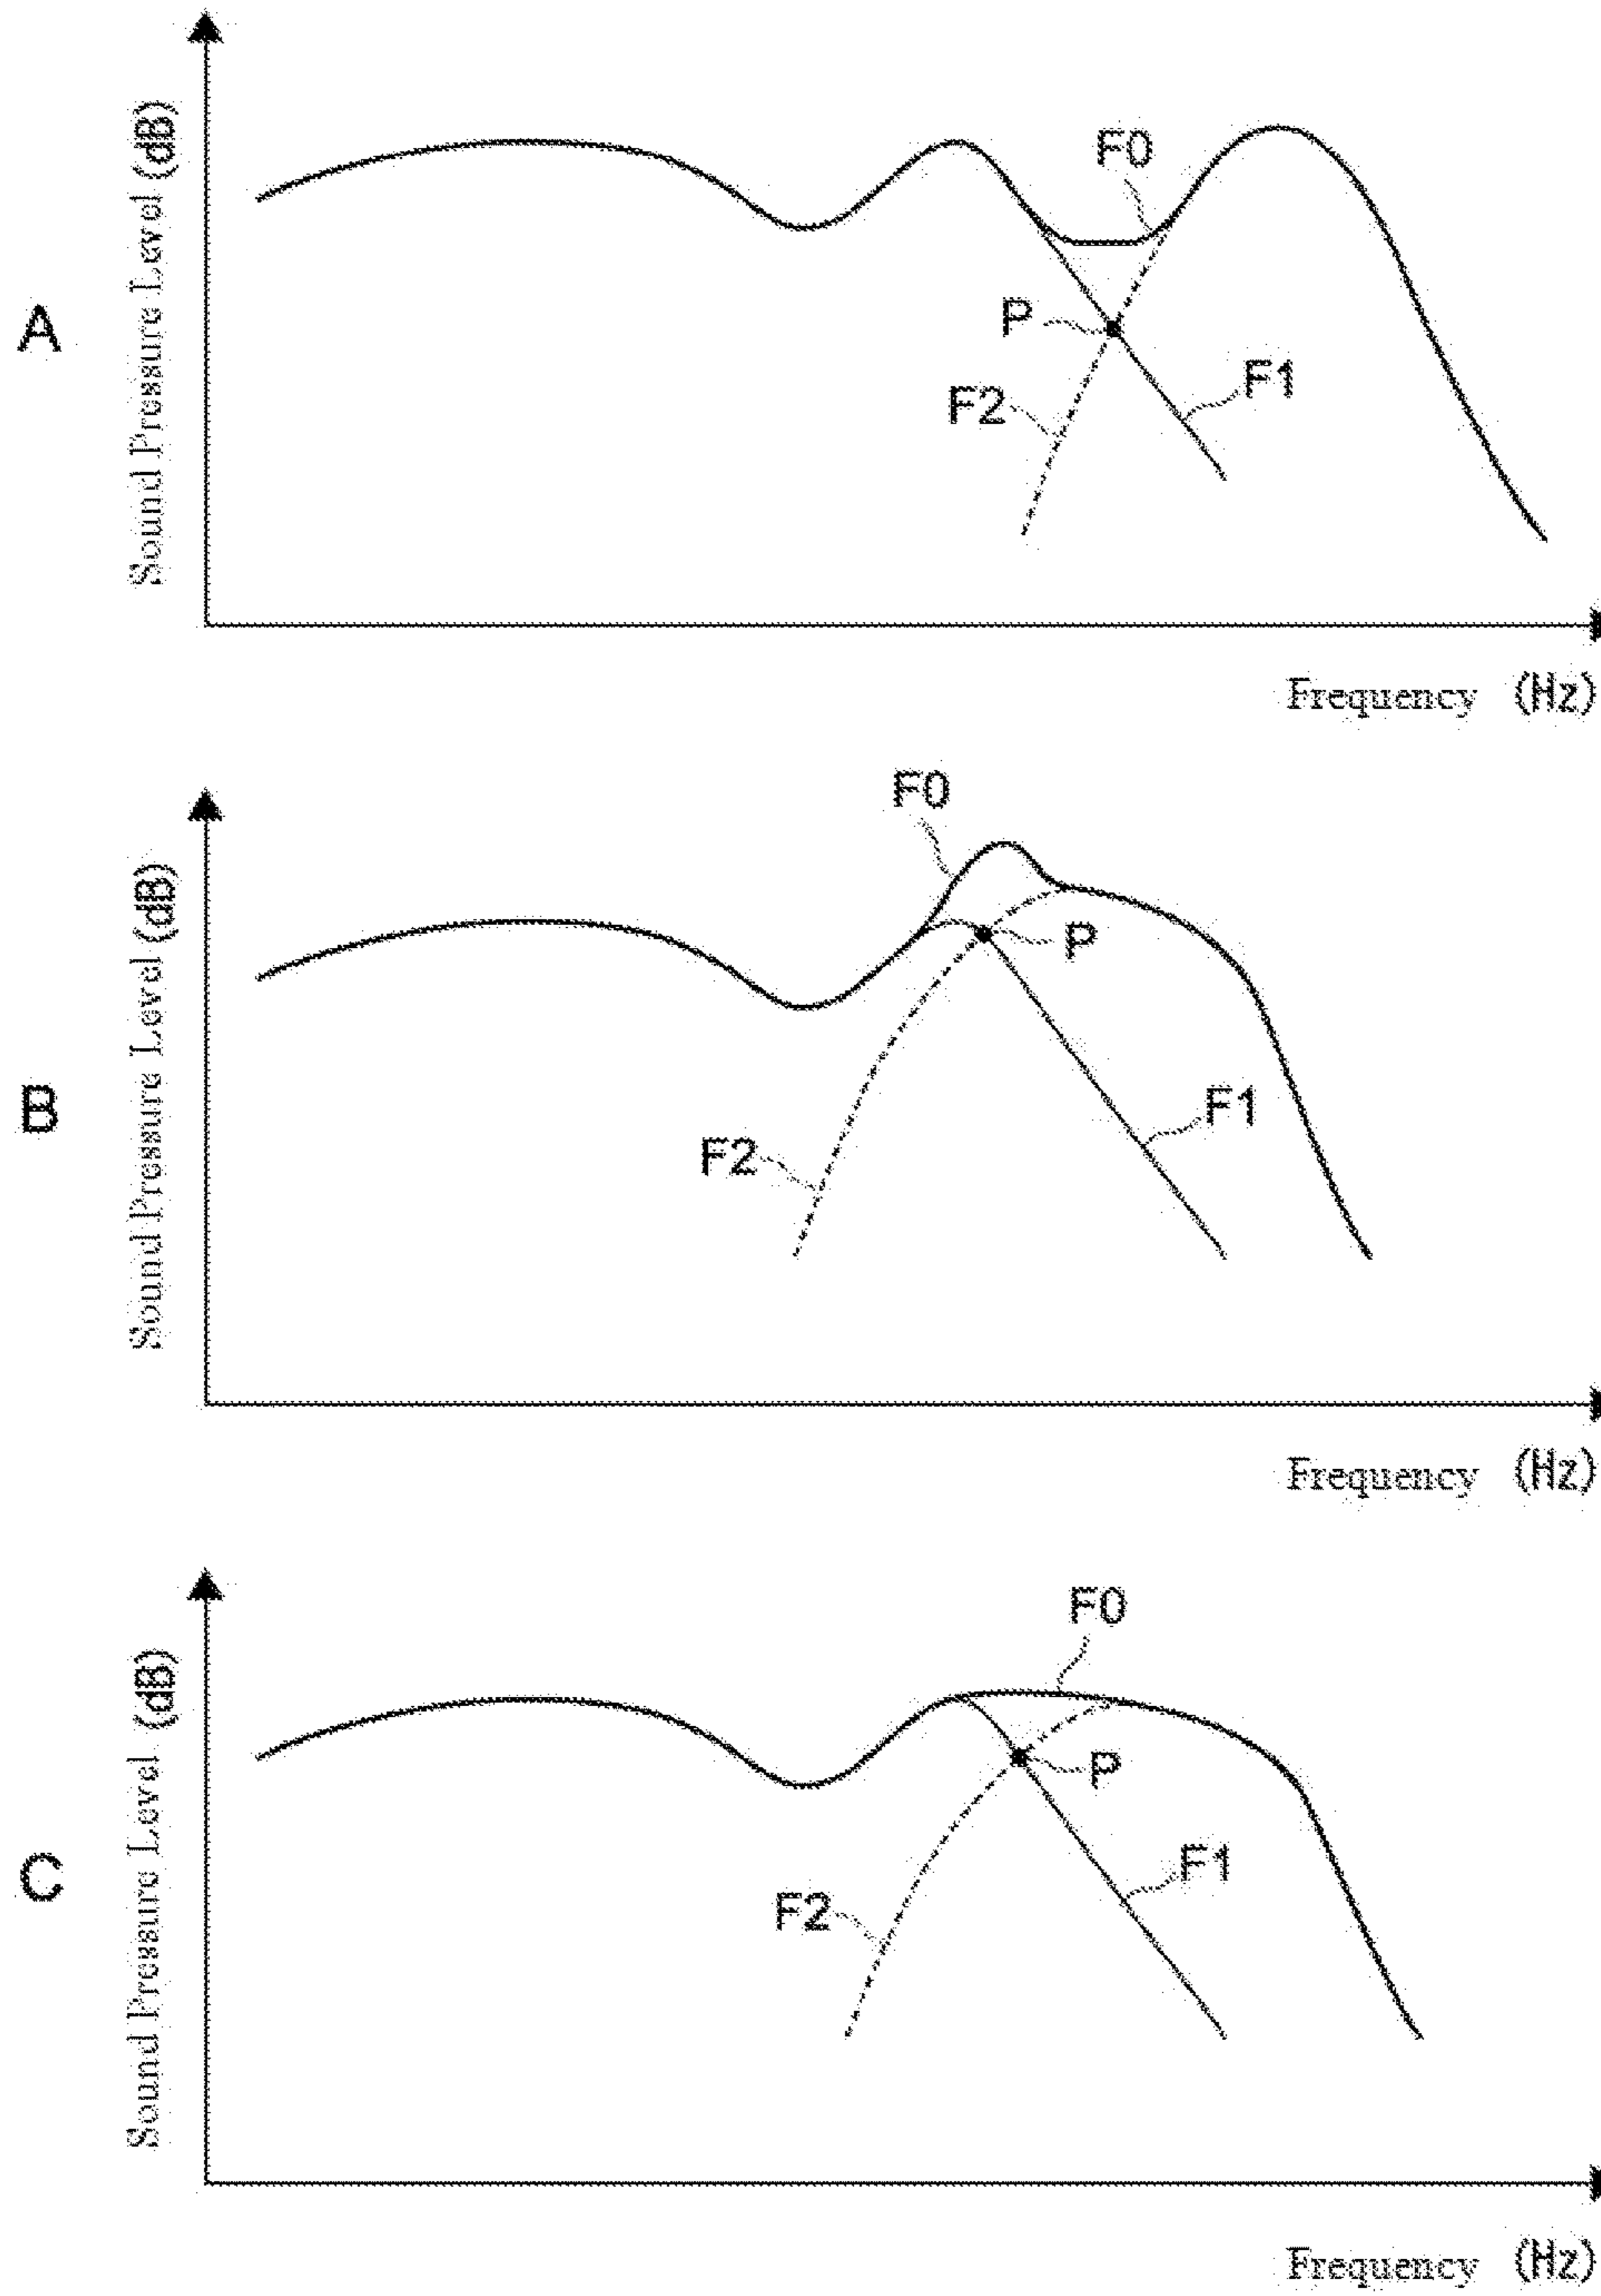 A
Sound Pressure Level (dB)
F0
P
F2
F1
Frequency (Hz)
B
Sound Pressure Level (dB)
F0
P
F2
F1
Frequency (Hz)
C
Sound Pressure Level (dB)
F0
P
F2
F1
Frequency (Hz)